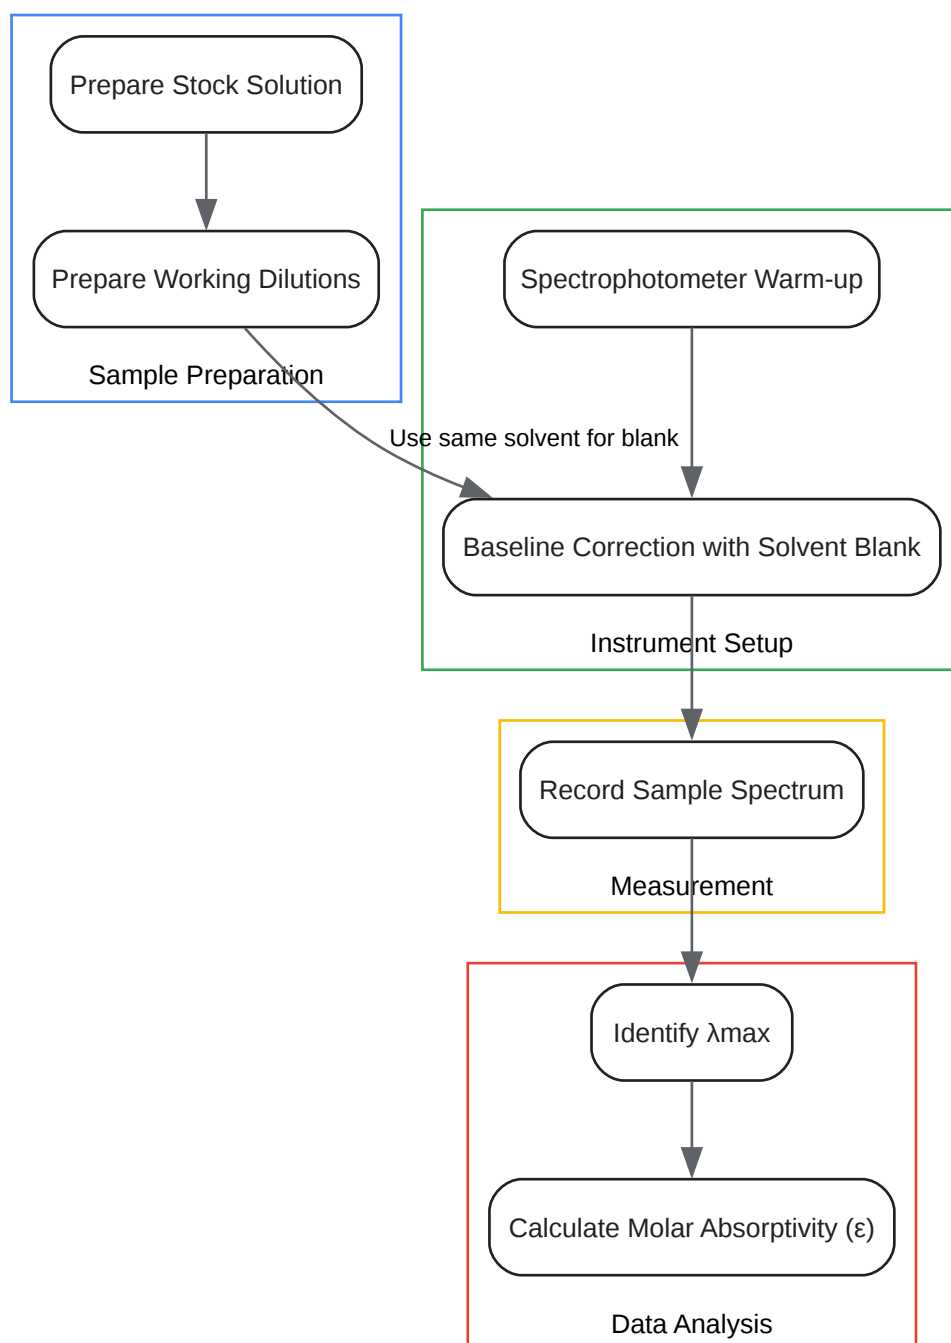 Prepare Stock Solution
Prepare Working Dilutions
Sample Preparation
Spectrophotometer Warm-up
Use same solvent for blank
Baseline Correction with Solvent Blank
Instrument Setup
Record Sample Spectrum
Measurement
Identify λmax
Calculate Molar Absorptivity (ε)
Data Analysis